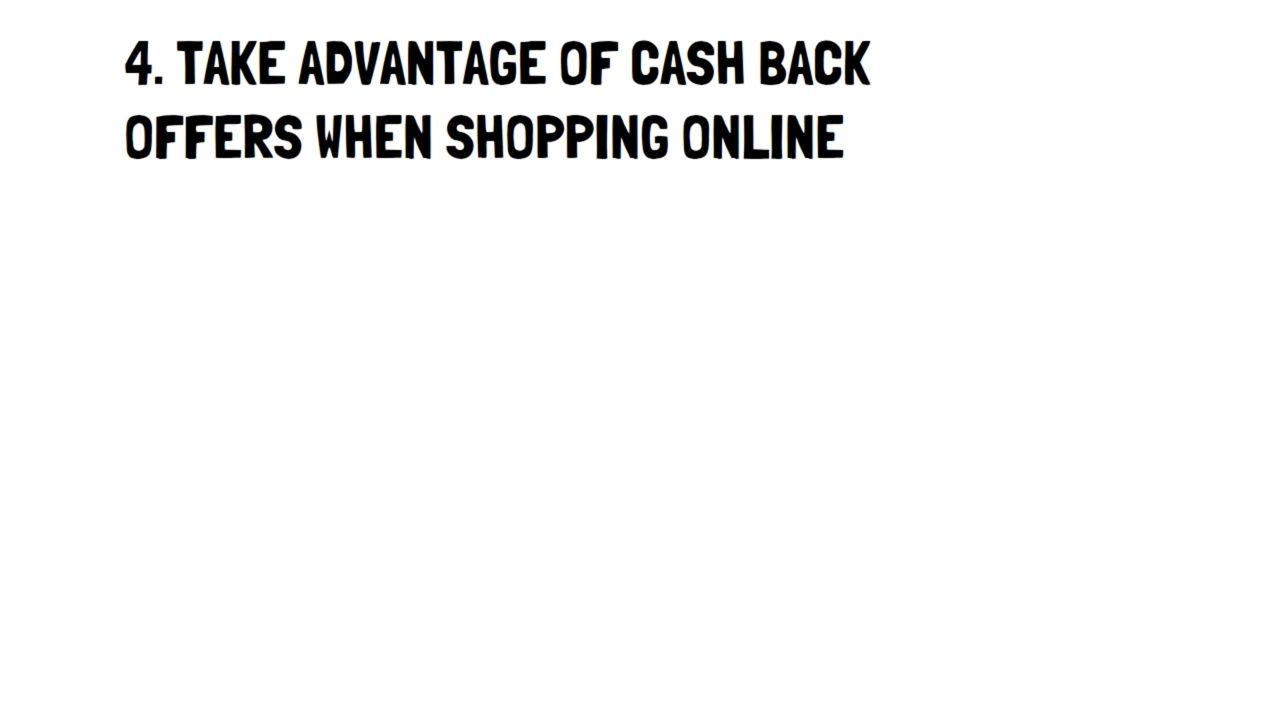 4. TAKE ADVANTAGE OF CASH BACK
OFFERS WHEN SHOPPING ONLINE